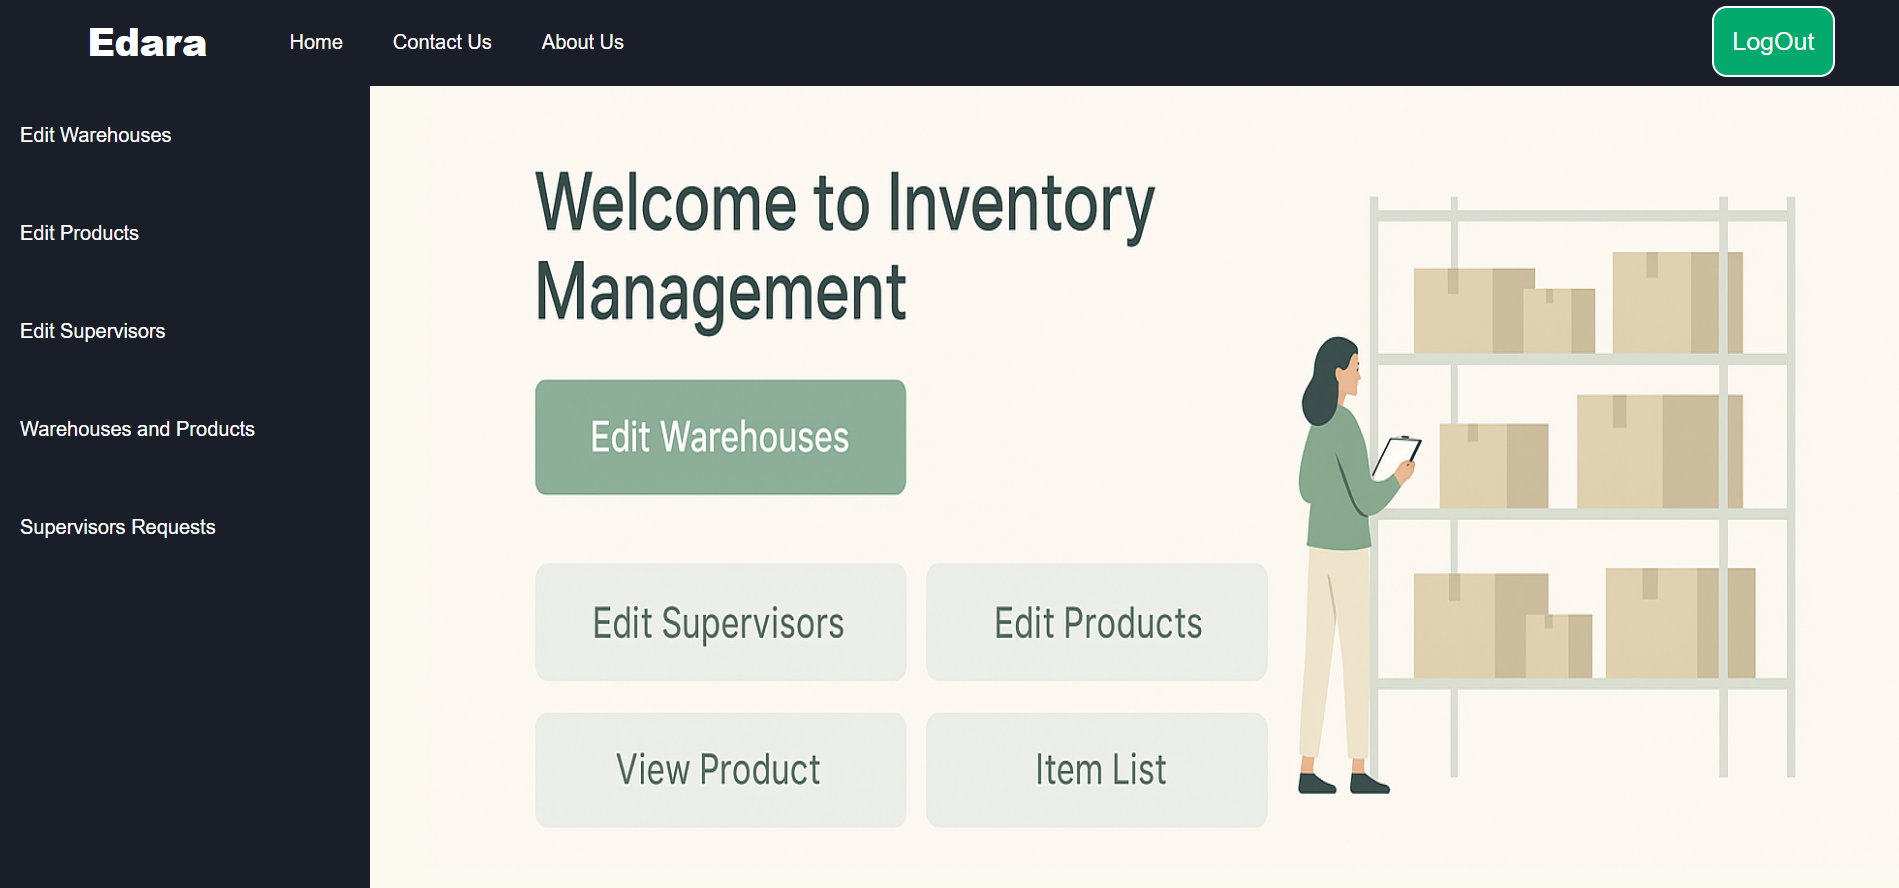 Edara
Home
Contact Us
About Us
LogOut
Edit Warehouses
Edit Products
Edit Supervisors
Warehouses and Products
Supervisors Requests
Welcome to Inventory
Management
Edit Warehouses
Edit Supervisors
Edit Products
View Product
Item List